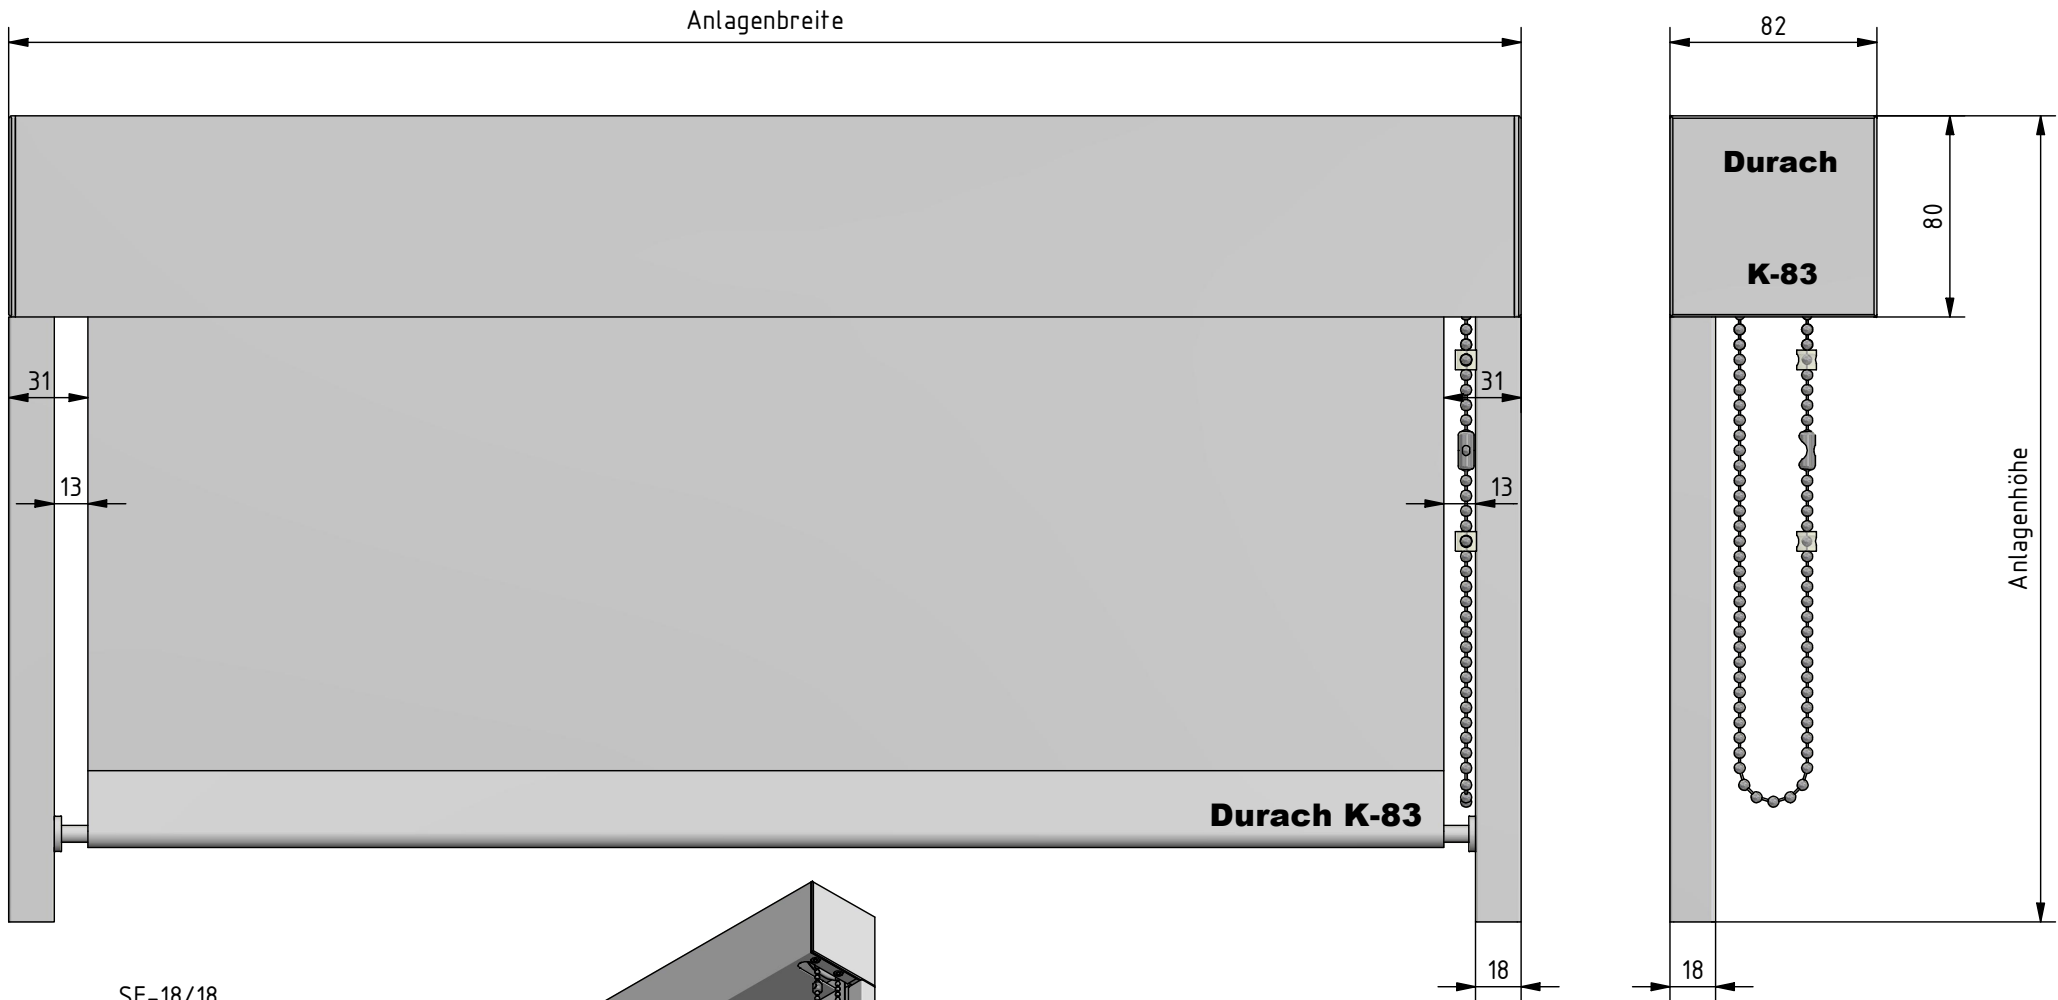 Anlagenbreite
82
Durach
K-83
80
31
31
13
13
Anlagenhöhe
Durach K-83
18
18
SF-18/18